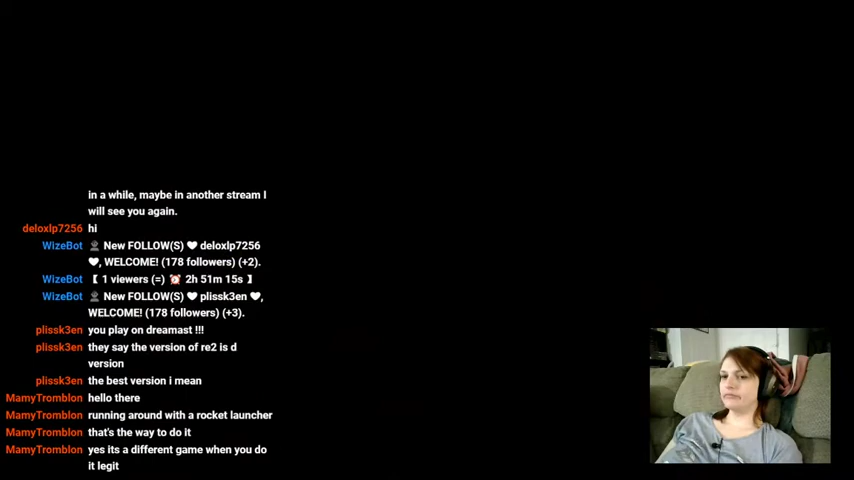 in a while, maybe in another stream I
will see you again.
deloxlp7256 hi
WizeBot New FOLLOW(S) deloxlp7256
, WELCOME! (178 followers) (+2).
WizeBot 【 1 viewers (=) ⏰ 2h 51m 15s 】
WizeBot New FOLLOW(S) plissk3en ,
WELCOME! (178 followers) (+3).
plissk3en you play on dreamast !!!
plissk3en they say the version of re2 is d
version
plissk3en the best version i mean
MamyTromblon hello there
MamyTromblon running around with a rocket launcher
MamyTromblon that's the way to do it
MamyTromblon yes its a different game when you do
it legit